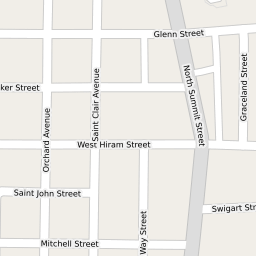 Glenn Street
North Summit Street
Graceland Street
Saint Clair Avenue
ker Street
Orchard Avenue
West Hiram Street
Saint John Street
Swigart St
Way Street
Mitchell Street